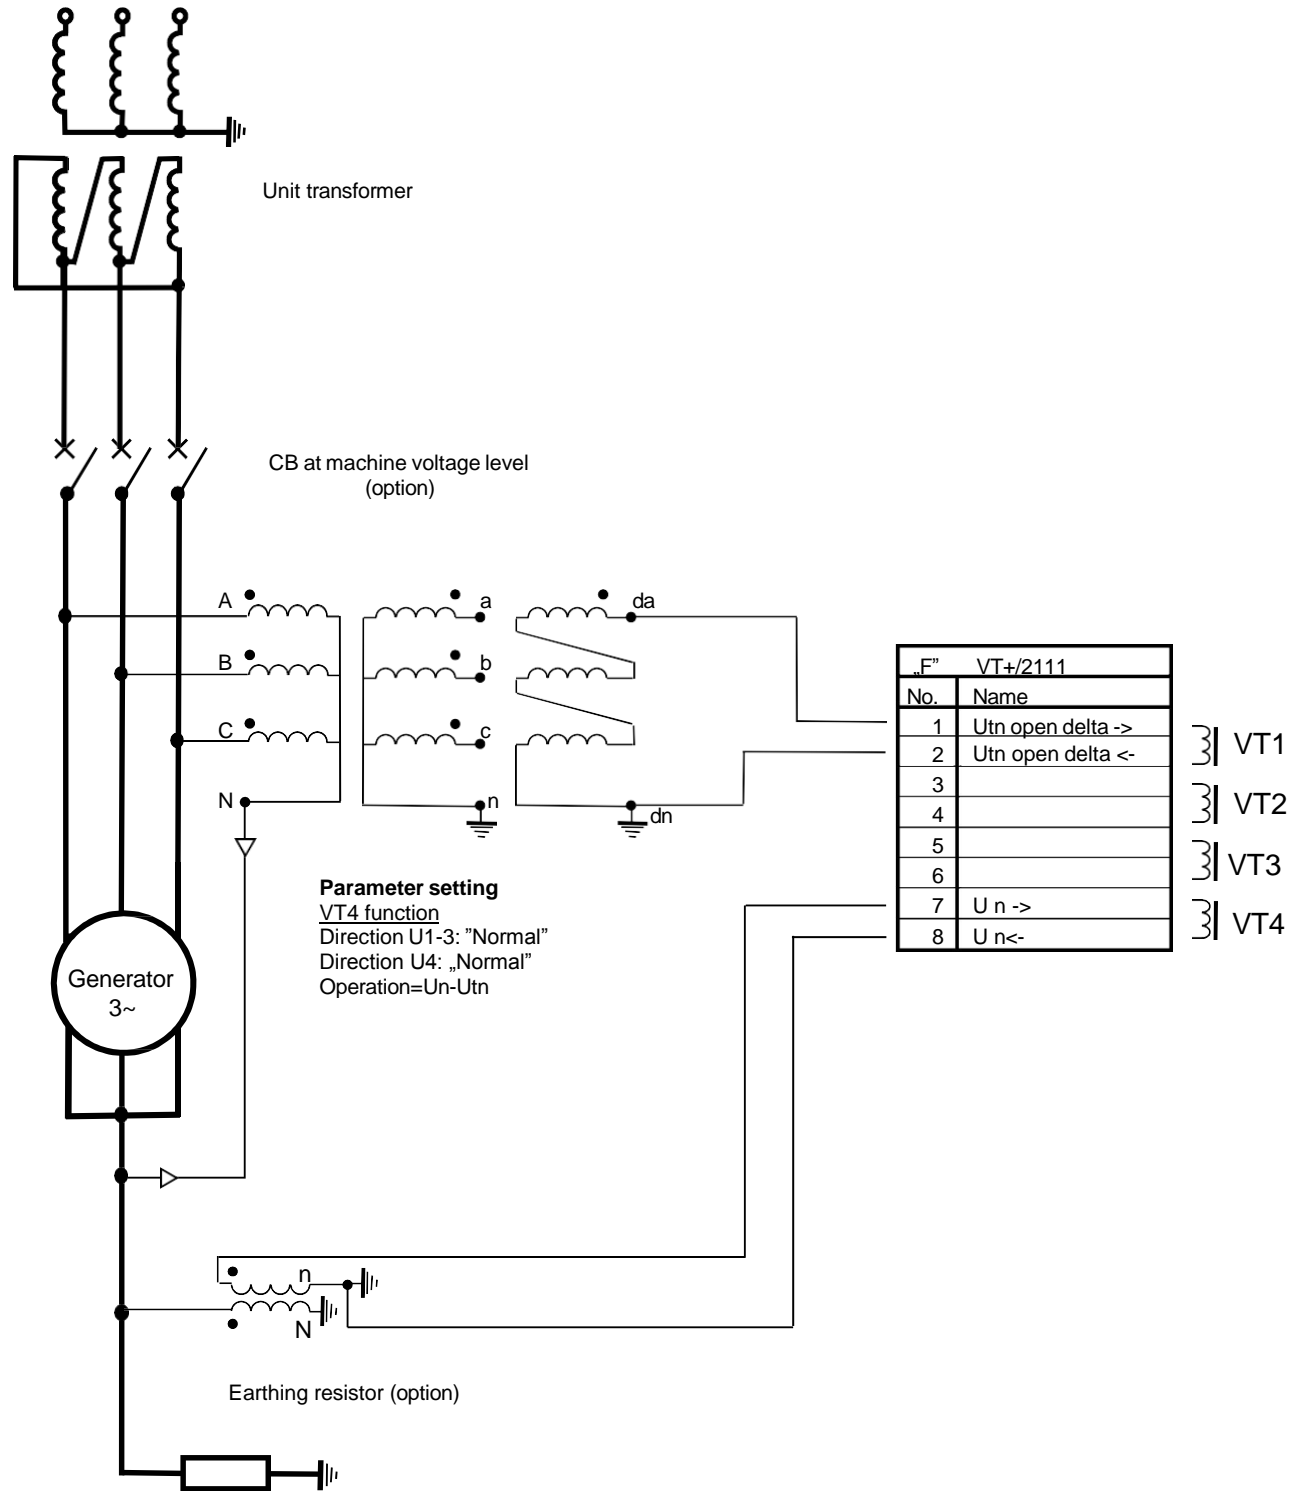 Unit transformer
CB at machine voltage level
(option)
A
a
da
B
b
C
c
N
n
dn
„F” VT+/2111
No. Name
1 Utn open delta ->
2 Utn open delta <-
3
4
5
6
7 U n ->
8 U n<-
VT1
VT2
VT3
VT4
Parameter setting
VT4 function
Direction U1-3: ”Normal”
Direction U4: „Normal”
Operation=Un-Utn
Generator
3~
n
N
Earthing resistor (option)